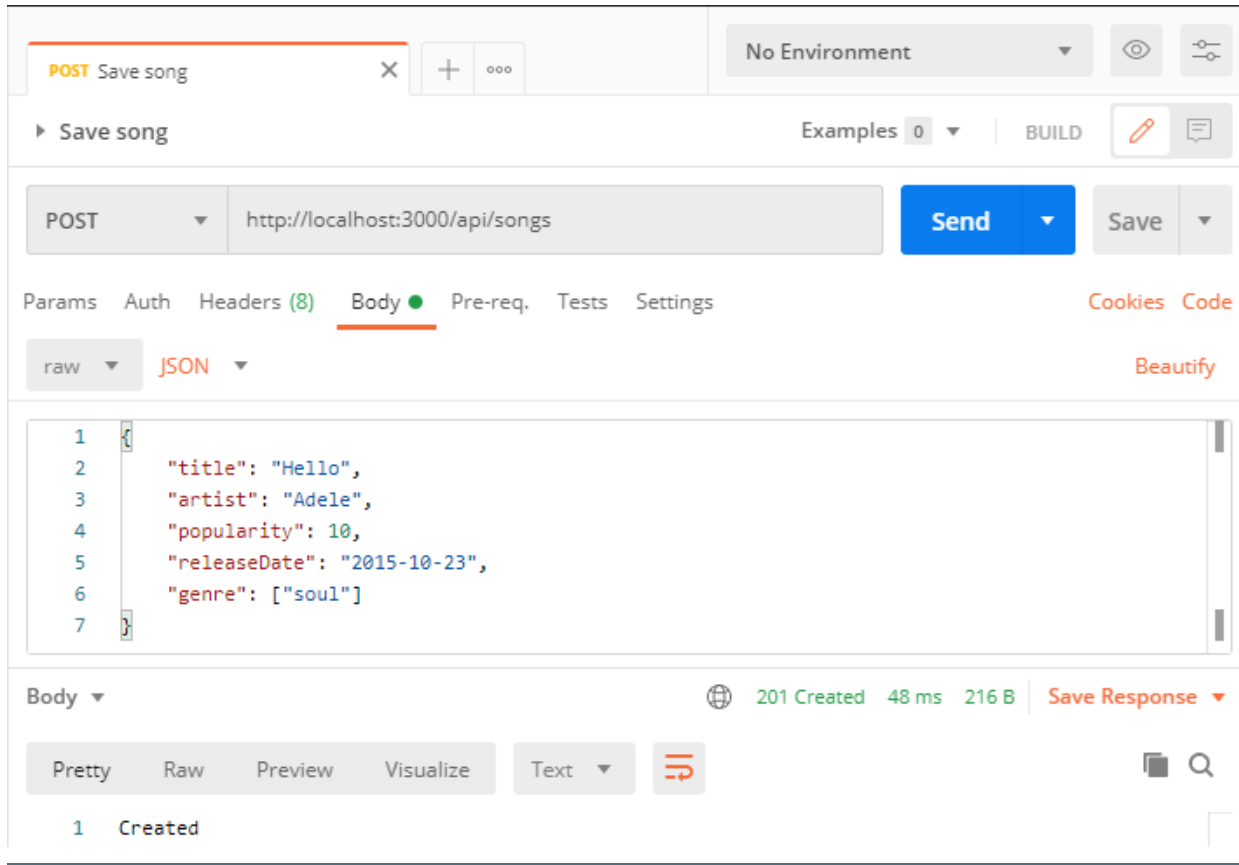 POST Save song
No Environment
Save song Examples 0 BUILD
POST http://localhost:3000/api/songs Send Save
Params Auth Headers (8) Body Pre-req. Tests Settings Cookies Code
raw JSON Beautify
1 {
2 "title": "Hello",
3 "artist": "Adele",
4 "popularity": 10,
5 "releaseDate": "2015-10-23",
6 "genre": ["soul"]
7 }
Body 201 Created 48 ms 216 B Save Response
Pretty Raw Preview Visualize Text
1 Created